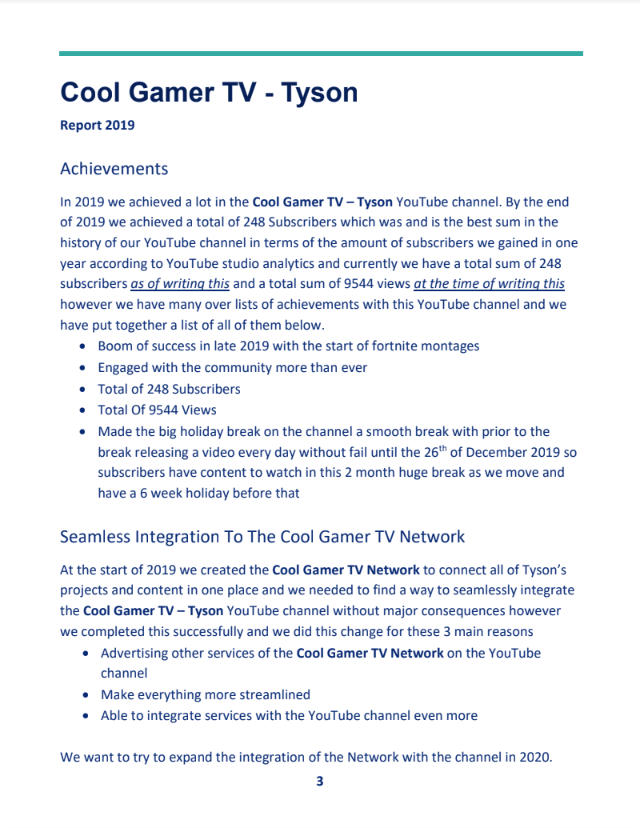 Cool Gamer TV - Tyson
Report 2019
Achievements
In 2019 we achieved a lot in the Cool Gamer TV – Tyson YouTube channel. By the end
of 2019 we achieved a total of 248 Subscribers which was and is the best sum in the
history of our YouTube channel in terms of the amount of subscribers we gained in one
year according to YouTube studio analytics and currently we have a total sum of 248
subscribers as of writing this and a total sum of 9544 views at the time of writing this
however we have many over lists of achievements with this YouTube channel and we
have put together a list of all of them below.
• Boom of success in late 2019 with the start of fortnite montages
• Engaged with the community more than ever
• Total of 248 Subscribers
• Total Of 9544 Views
• Made the big holiday break on the channel a smooth break with prior to the
break releasing a video every day without fail until the 26th of December 2019 so
subscribers have content to watch in this 2 month huge break as we move and
have a 6 week holiday before that
Seamless Integration To The Cool Gamer TV Network
At the start of 2019 we created the Cool Gamer TV Network to connect all of Tyson's
projects and content in one place and we needed to find a way to seamlessly integrate
the Cool Gamer TV – Tyson YouTube channel without major consequences however
we completed this successfully and we did this change for these 3 main reasons
• Advertising other services of the Cool Gamer TV Network on the YouTube
channel
• Make everything more streamlined
• Able to integrate services with the YouTube channel even more
We want to try to expand the integration of the Network with the channel in 2020.
3